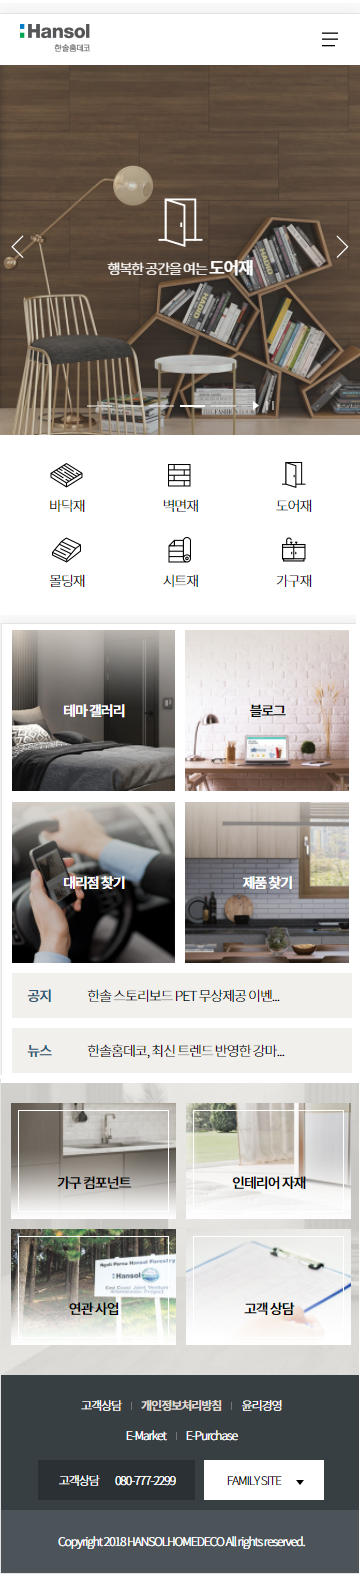 Hansol
한솔홈데코
행복한 공간을 여는 도어재
바닥재 벽면재 도어재
몰딩재 시트재 가구재
테마 갤러리 블로그
대리점 찾기 제품 찾기
공지 한솔 스토리보드 PET 무상제공 이벤...
뉴스 한솔홈데코, 최신 트렌드 반영한 강마...
가구 컴포넌트 인테리어 자재
Hansol
연관 사업 고객 상담
고객상담 개인정보처리방침 윤리경영
E-Market E-Purchase
고객상담 080-777-2299 FAMILY SITE
Copyright 2018 HANSOLHOMEDECO All rights reserved.